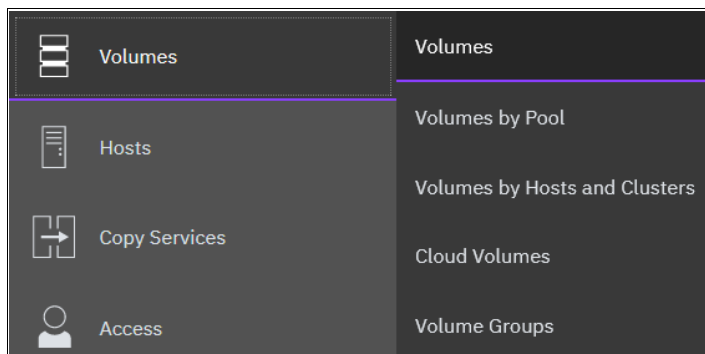 Volumes
Hosts
Copy Services
Access
Volumes
Volumes by Pool
Volumes by Hosts and Clusters
Cloud Volumes
Volume Groups